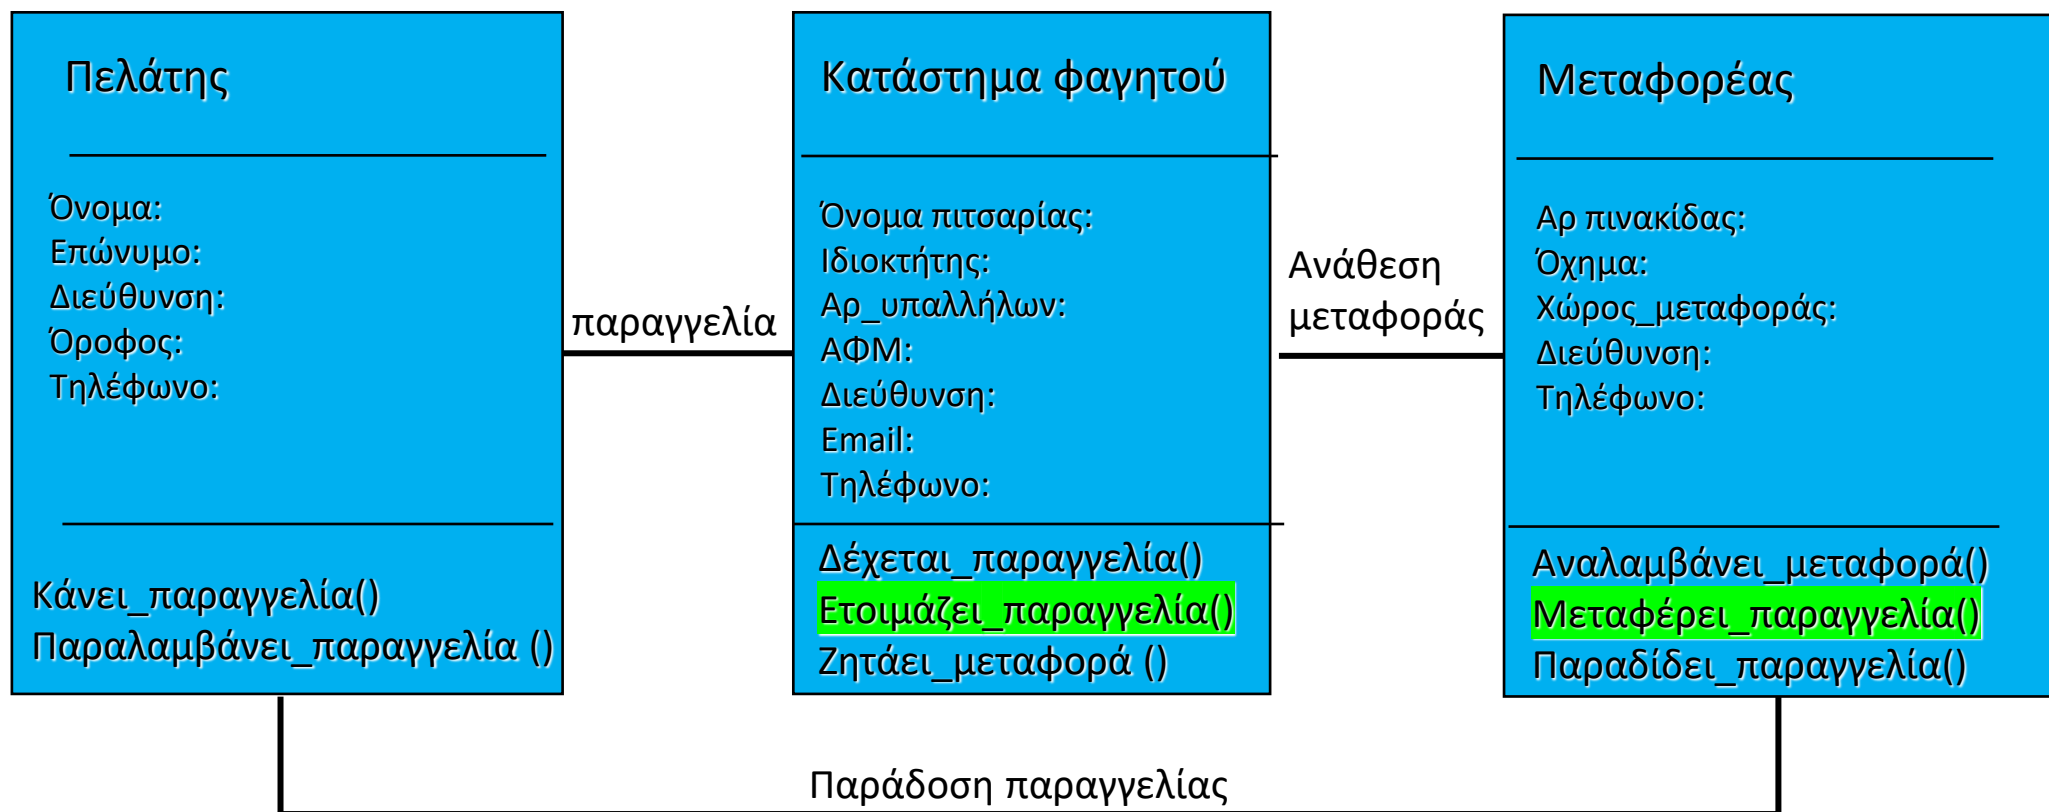 Πελάτης
Όνομα:
Επώνυμο:
Διεύθυνση:
Όροφος:
Τηλέφωνο:
Κάνει_παραγγελία()
Παραλαμβάνει_παραγγελία ()
παραγγελία
Κατάστημα φαγητού
Όνομα πιτσαρίας:
Ιδιοκτήτης:
Αρ_υπαλλήλων:
ΑΦΜ:
Διεύθυνση:
Email:
Τηλέφωνο:
Δέχεται_παραγγελία()
Ετοιμάζει_παραγγελία()
Ζητάει_μεταφορά ()
Ανάθεση
μεταφοράς
Μεταφορέας
Αρ πινακίδας:
Όχημα:
Χώρος_μεταφοράς:
Διεύθυνση:
Τηλέφωνο:
Αναλαμβάνει_μεταφορά()
Μεταφέρει_παραγγελία()
Παραδίδει_παραγγελία()
Παράδοση παραγγελίας